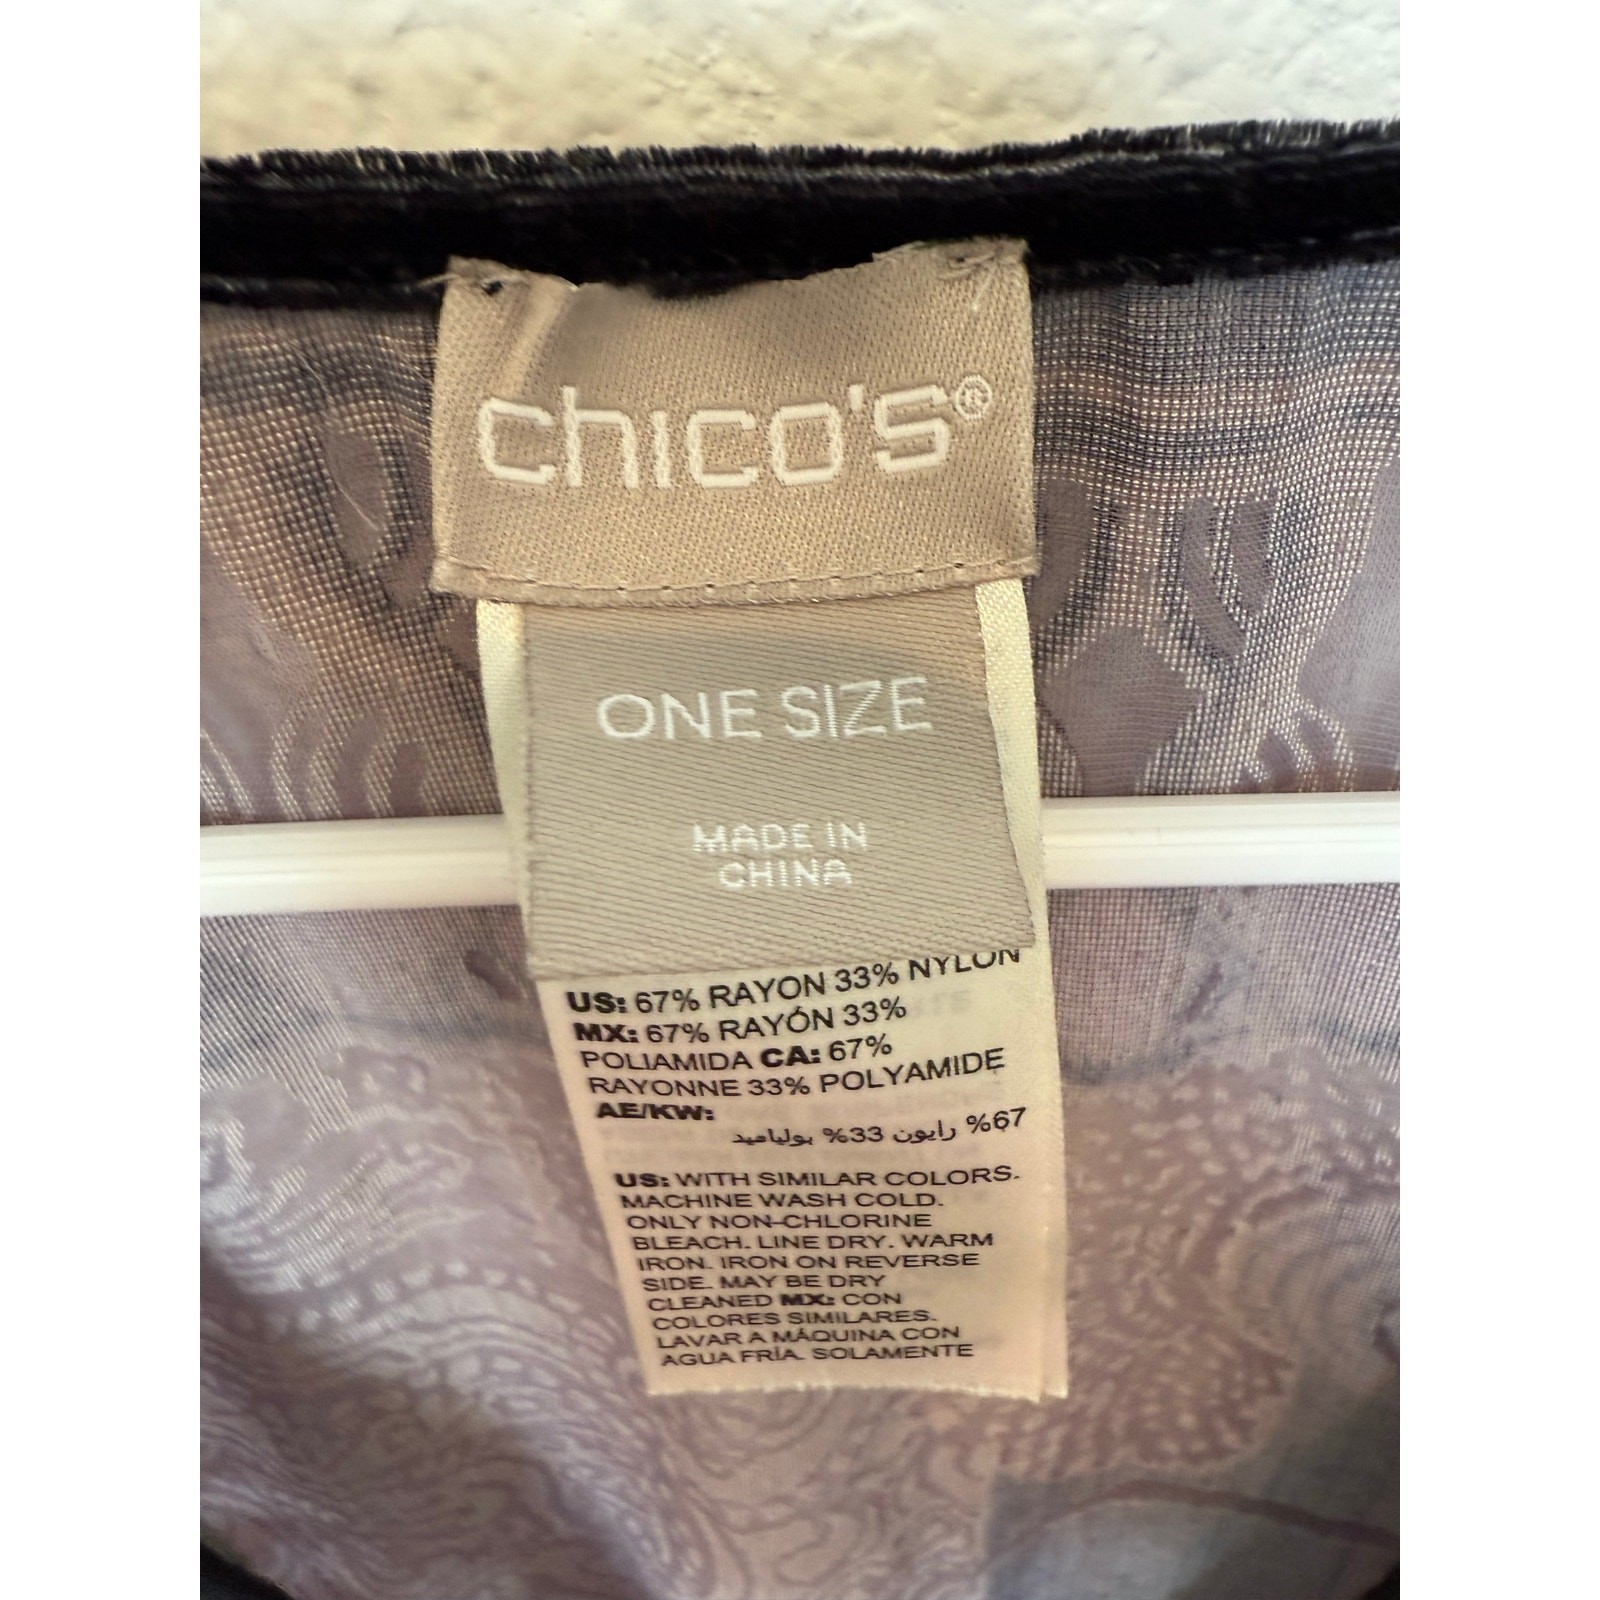 chico's®
ONE SIZE
MADE IN
CHINA
US: 67% RAYON 33% NYLON
MX: 67% RAYÓN 33%
POLIAMIDA CA: 67%
RAYONNE 33% POLYAMIDE
AE/KW:
67% رايون 33% بولياميد
US: WITH SIMILAR COLORS.
MACHINE WASH COLD.
ONLY NON-CHLORINE
BLEACH. LINE DRY. WARM
IRON. IRON ON REVERSE
SIDE. MAY BE DRY
CLEANED MX: CON
COLORES SIMILARES.
LAVAR A MÁQUINA CON
AGUA FRÍA. SOLAMENTE